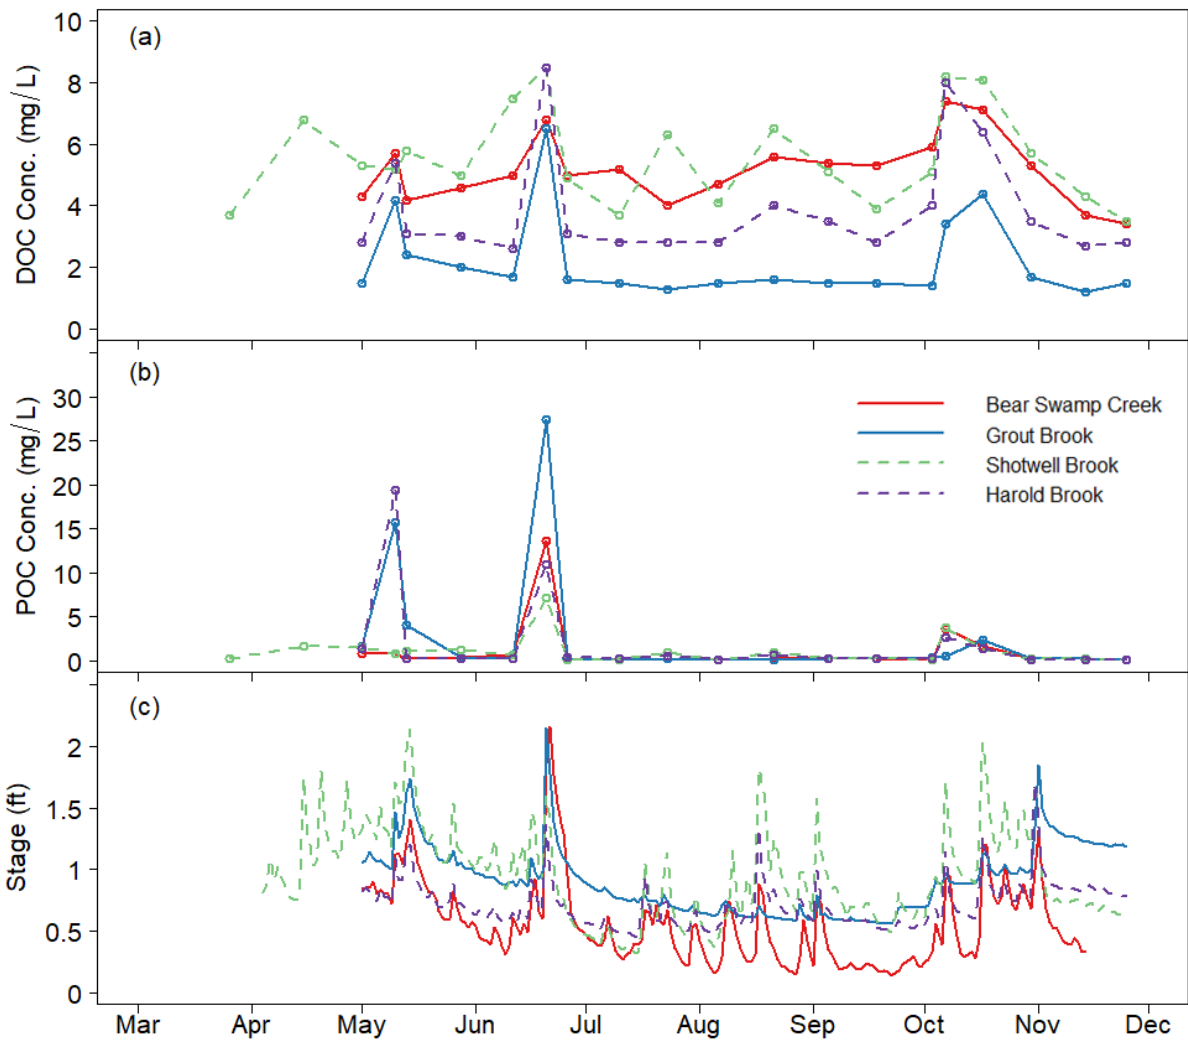 (a)
DOC Conc. (mg/L)
10
8
6
4
2
0
(b)
POC Conc. (mg/L)
30
25
20
15
10
5
0
Bear Swamp Creek
Grout Brook
Shotwell Brook
Harold Brook
(c)
Stage (ft)
2
1.5
1
0.5
0
Mar Apr May Jun Jul Aug Sep Oct Nov Dec